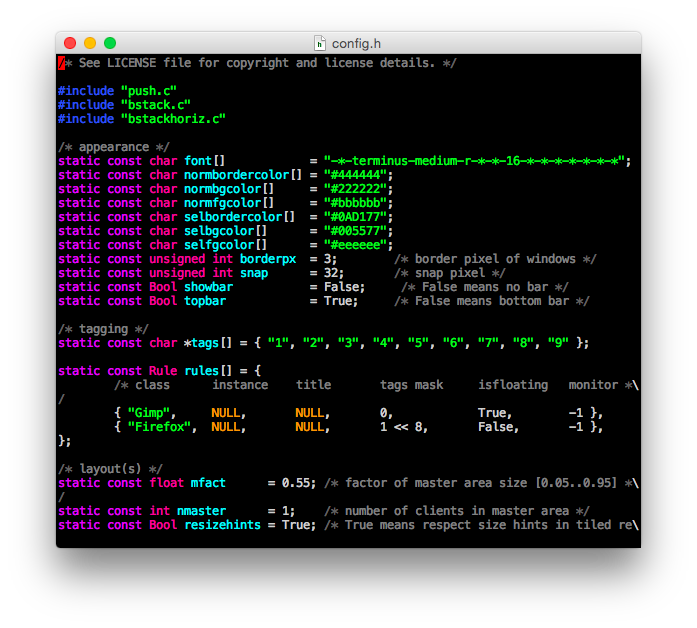 config.h
/* See LICENSE file for copyright and license details. */
#include "push.c"
#include "bstack.c"
#include "bstackhoriz.c"
/* appearance */
static const char font[]            = "-*-terminus-medium-r-*-*-16-*-*-*-*-*-*-*";
static const char normbordercolor[] = "#444444";
static const char normbgcolor[]     = "#222222";
static const char normfgcolor[]     = "#bbbbbb";
static const char selbordercolor[]  = "#0AD177";
static const char selbgcolor[]      = "#005577";
static const char selfgcolor[]      = "#eeeeee";
static const unsigned int borderpx  = 3;        /* border pixel of windows */
static const unsigned int snap      = 32;       /* snap pixel */
static const Bool showbar           = False;     /* False means no bar */
static const Bool topbar            = True;     /* False means bottom bar */
/* tagging */
static const char *tags[] = { "1", "2", "3", "4", "5", "6", "7", "8", "9" };
static const Rule rules[] = {
        /* class      instance    title       tags mask     isfloating   monitor *\
/
        { "Gimp",     NULL,       NULL,       0,            True,        -1 },
        { "Firefox",  NULL,       NULL,       1 << 8,       False,       -1 },
};
/* layout(s) */
static const float mfact      = 0.55; /* factor of master area size [0.05..0.95] *\
/
static const int nmaster      = 1;    /* number of clients in master area */
static const Bool resizehints = True; /* True means respect size hints in tiled re\